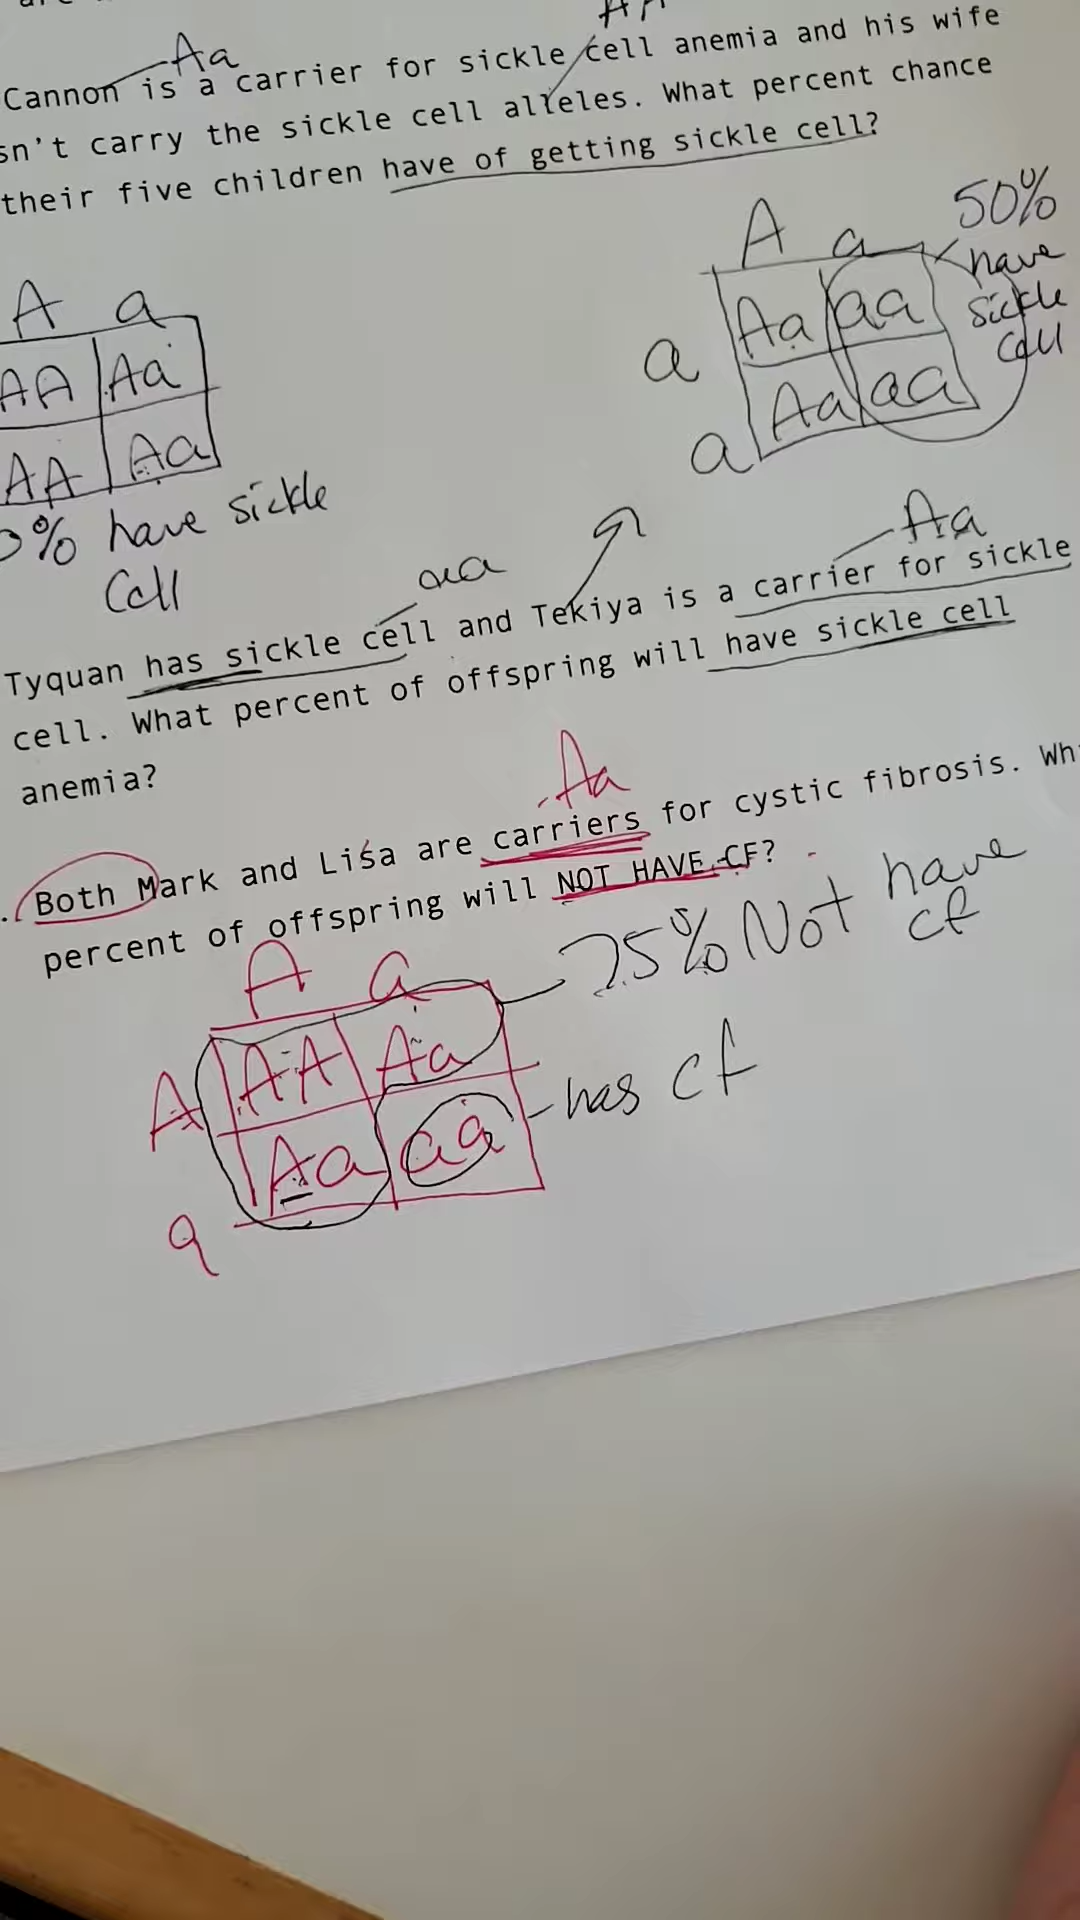 Aa
Cannon is a carrier for sickle cell anemia and his wife
sn't carry the sickle cell alleles. What percent chance
their five children have of getting sickle cell?
A a
AA Aa
AA Aa
% have sickle
Cell
A a
a Aa aa
a Aa aa
50%
have
sickle
Cell
aa
Aa
Tyquan has sickle cell and Tekiya is a carrier for sickle
cell. What percent of offspring will have sickle cell
anemia?
Aa
Both Mark and Lisa are carriers for cystic fibrosis. Wh
percent of offspring will NOT HAVE CF?
75% Not have
cf
A a
A AA Aa
a Aa aa
has cf